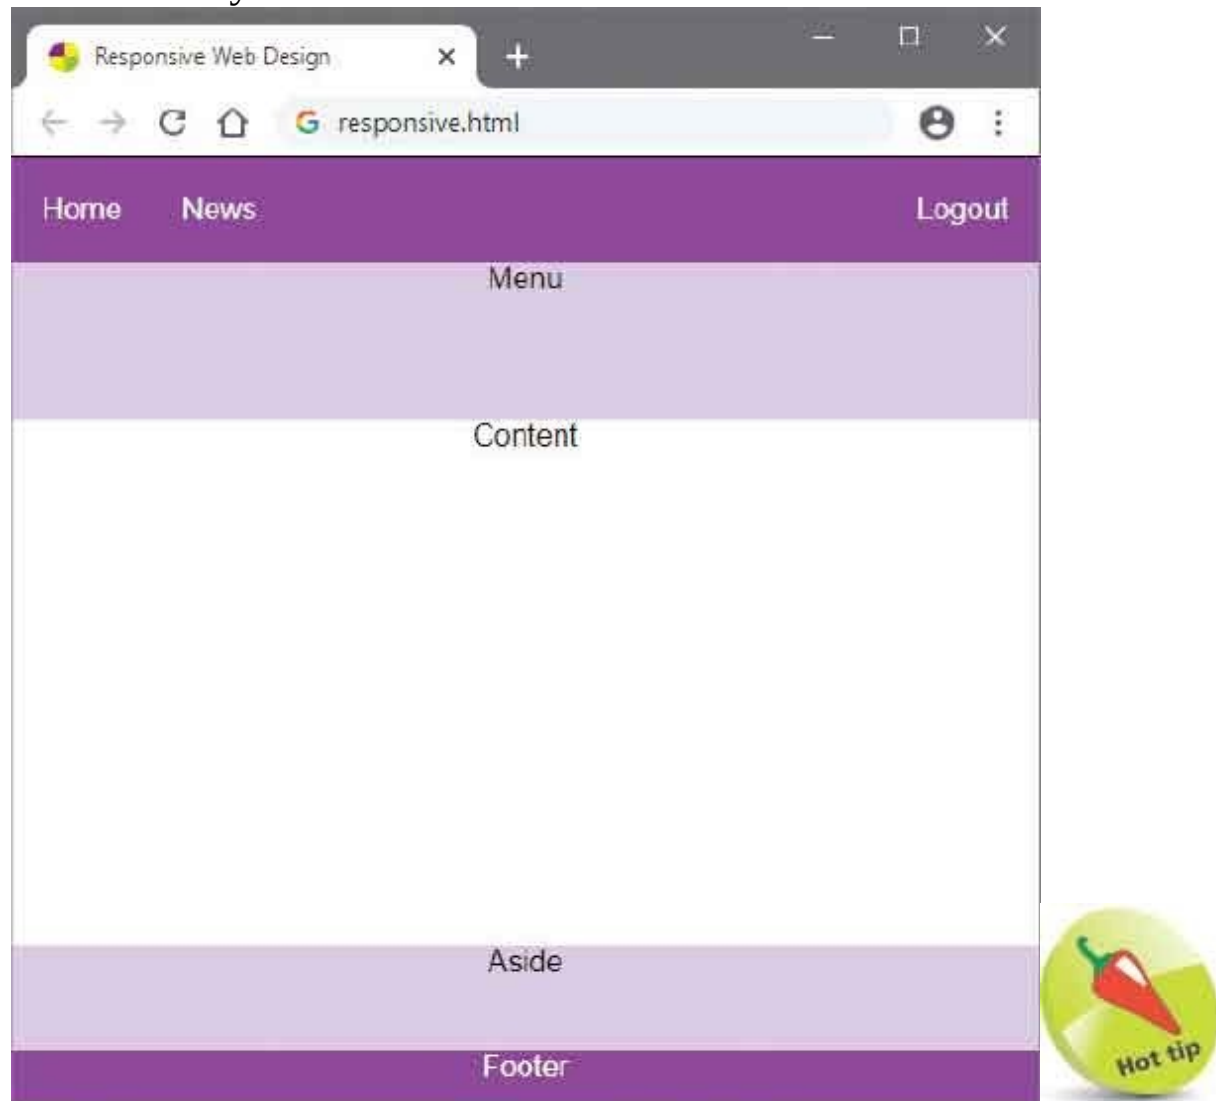 Responsive Web Design
responsive.html
Home News Logout
Menu
Content
Aside
Footer
Hot tip